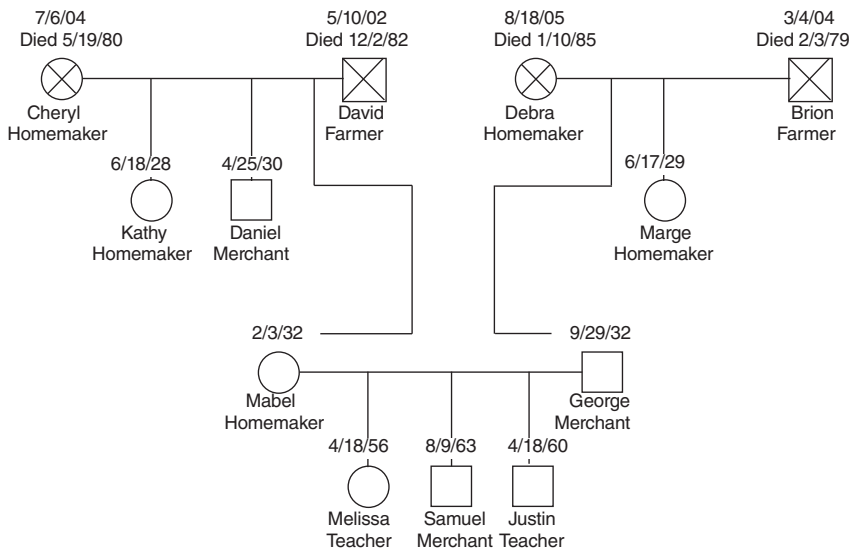 7/6/04
Died 5/19/80
5/10/02
Died 12/2/82
8/18/05
Died 1/10/85
3/4/04
Died 2/3/79
Cheryl
Homemaker
David
Farmer
Debra
Homemaker
Brion
Farmer
6/18/28
4/25/30
6/17/29
Kathy
Homemaker
Daniel
Merchant
Marge
Homemaker
2/3/32
9/29/32
Mabel
Homemaker
George
Merchant
4/18/56
8/9/63
4/18/60
Melissa
Teacher
Samuel
Merchant
Justin
Teacher